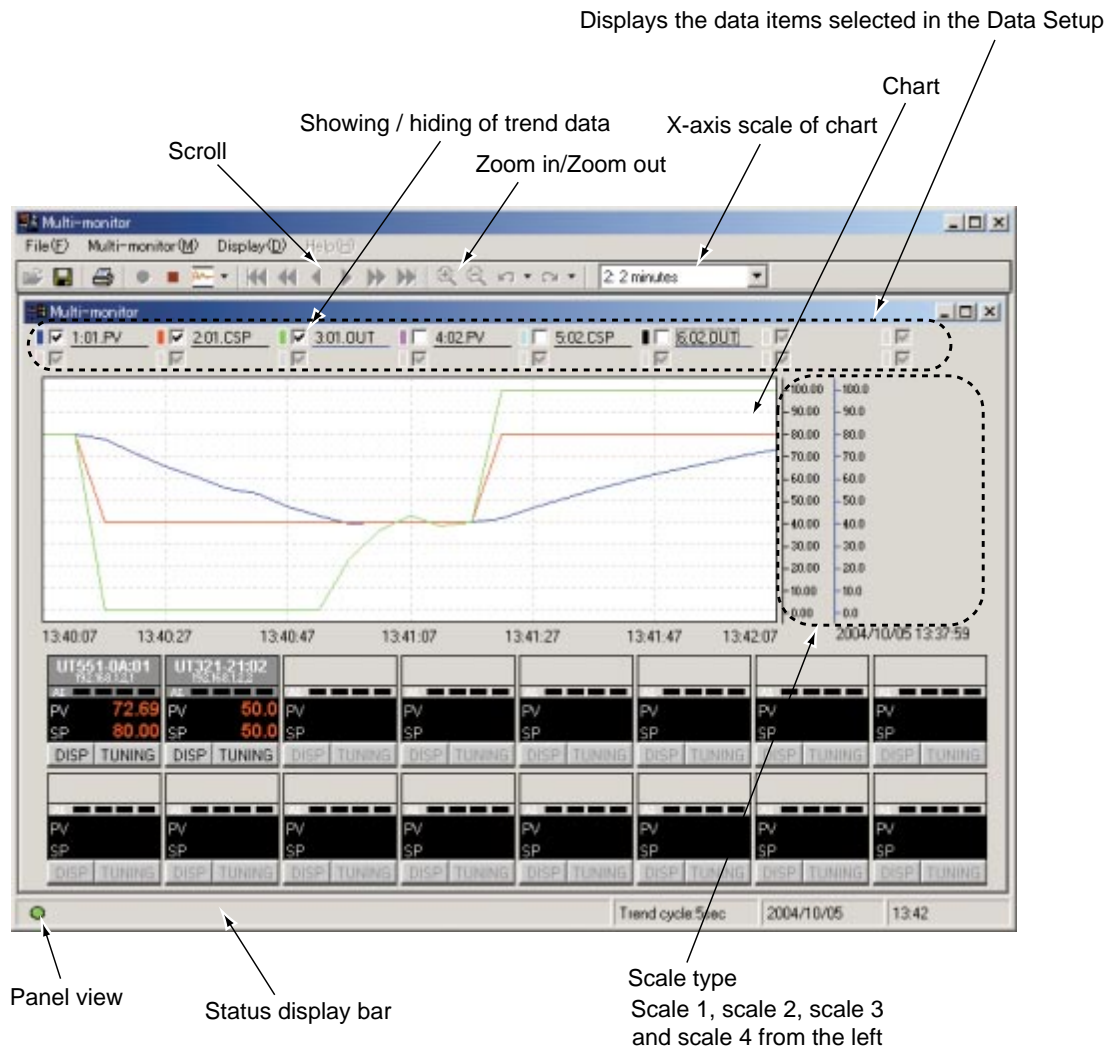 Displays the data items selected in the Data Setup
Chart
Showing / hiding of trend data
X-axis scale of chart
Scroll
Zoom in/Zoom out
Multi-monitor
File(F) Multi-monitor(M) Display(D) Help(H)
2: 2 minutes
Multi-monitor
1:01.PV 2:01.CSP 3:01.OUT 4:02.PV 5:02.CSP 6:02.OUT
100.00 100.0
90.00 90.0
80.00 80.0
70.00 70.0
60.00 60.0
50.00 50.0
40.00 40.0
30.00 30.0
20.00 20.0
10.00 10.0
0.00 0.0
13:40:07 13:40:27 13:40:47 13:41:07 13:41:27 13:41:47 13:42:07 2004/10/05 13:37:59
UT551-0A:01 UT321-21:02
192.168.1.2.1 192.168.1.2.2
PV 72.69 PV 50.0 PV PV PV PV PV
SP 80.00 SP 50.0 SP SP SP SP SP
DISP TUNING DISP TUNING DISP TUNING DISP TUNING DISP TUNING DISP TUNING DISP TUNING
PV PV PV PV PV PV PV
SP SP SP SP SP SP SP
DISP TUNING DISP TUNING DISP TUNING DISP TUNING DISP TUNING DISP TUNING DISP TUNING
Trend cycle:5sec 2004/10/05 13:42
Panel view
Status display bar
Scale type
Scale 1, scale 2, scale 3
and scale 4 from the left